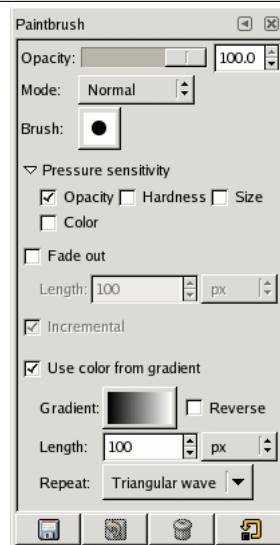 Paintbrush
Opacity: 100.0
Mode: Normal
Brush:
Pressure sensitivity
Opacity Hardness Size
Color
Fade out
Length: 100 px
Incremental
Use color from gradient
Gradient: Reverse
Length: 100 px
Repeat: Triangular wave